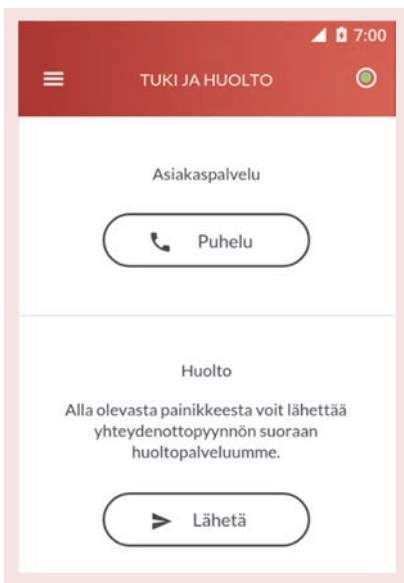 7:00
TUKI JA HUOLTO
Asiakaspalvelu
Puhelu
Huolto
Alla olevasta painikkeesta voit lähettää
yhteydenottopyynnön suoraan
huoltopalveluumme.
Lähetä